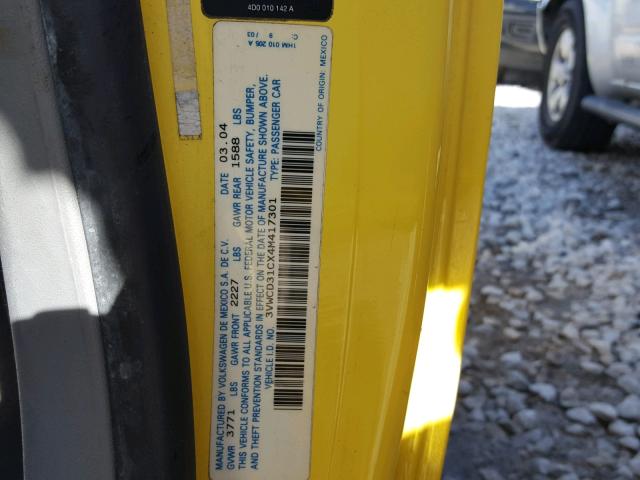 4D0 010 142 A
MANUFACTURED BY VOLKSWAGEN DE MEXICO S.A. DE C.V. DATE 03.04
GVWR 3771 LBS GAWR FRONT 2227 LBS GAWR REAR 1588 LBS
THIS VEHICLE CONFORMS TO ALL APPLICABLE U.S. FEDERAL MOTOR VEHICLE SAFETY, BUMPER,
AND THEFT PREVENTION STANDARDS IN EFFECT ON THE DATE OF MANUFACTURE SHOWN ABOVE.
VEHICLE I.D. NO. 3VWCD31CX4M417301 TYPE: PASSENGER CAR
COUNTRY OF ORIGIN: MEXICO
1HM 010 205 A
9 / 03